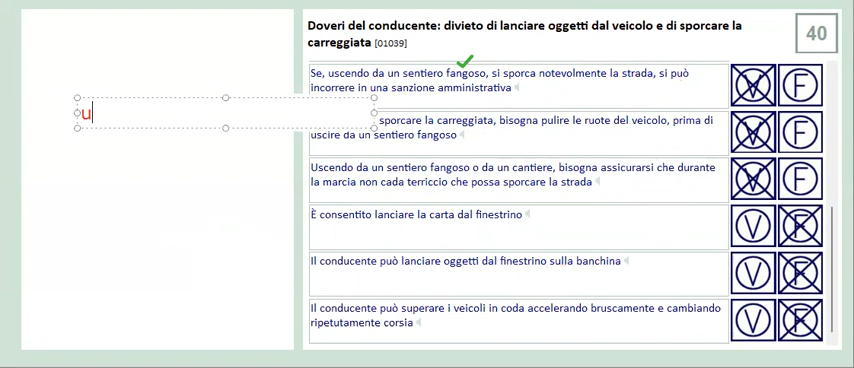 Doveri del conducente: divieto di lanciare oggetti dal veicolo e di sporcare la
carreggiata [01039]
40
Se, uscendo da un sentiero fangoso, si sporca notevolmente la strada, si può
incorrere in una sanzione amministrativa
V F
u
sporcare la carreggiata, bisogna pulire le ruote del veicolo, prima di
uscire da un sentiero fangoso
V F
Uscendo da un sentiero fangoso o da un cantiere, bisogna assicurarsi che durante
la marcia non cada terriccio che possa sporcare la strada
V F
È consentito lanciare la carta dal finestrino
V F
Il conducente può lanciare oggetti dal finestrino sulla banchina
V F
Il conducente può superare i veicoli in coda accelerando bruscamente e cambiando
ripetutamente corsia
V F